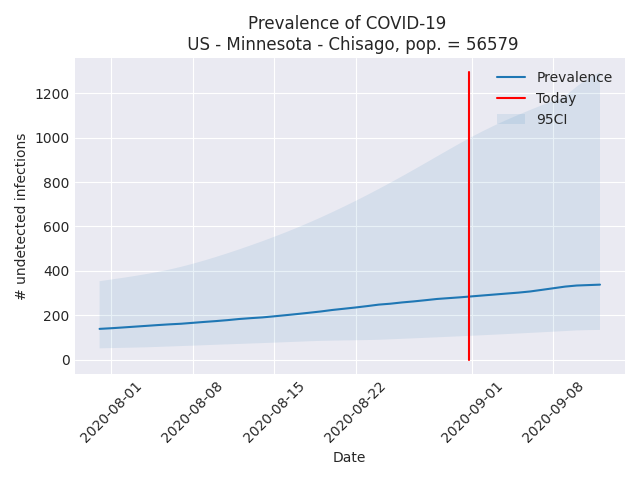 Prevalence of COVID-19
US - Minnesota - Chisago, pop. = 56579
Prevalence
Today
95CI
1200
1000
800
600
400
200
0
# undetected infections
2020-08-01
2020-08-08
2020-08-15
2020-08-22
2020-09-01
2020-09-08
Date